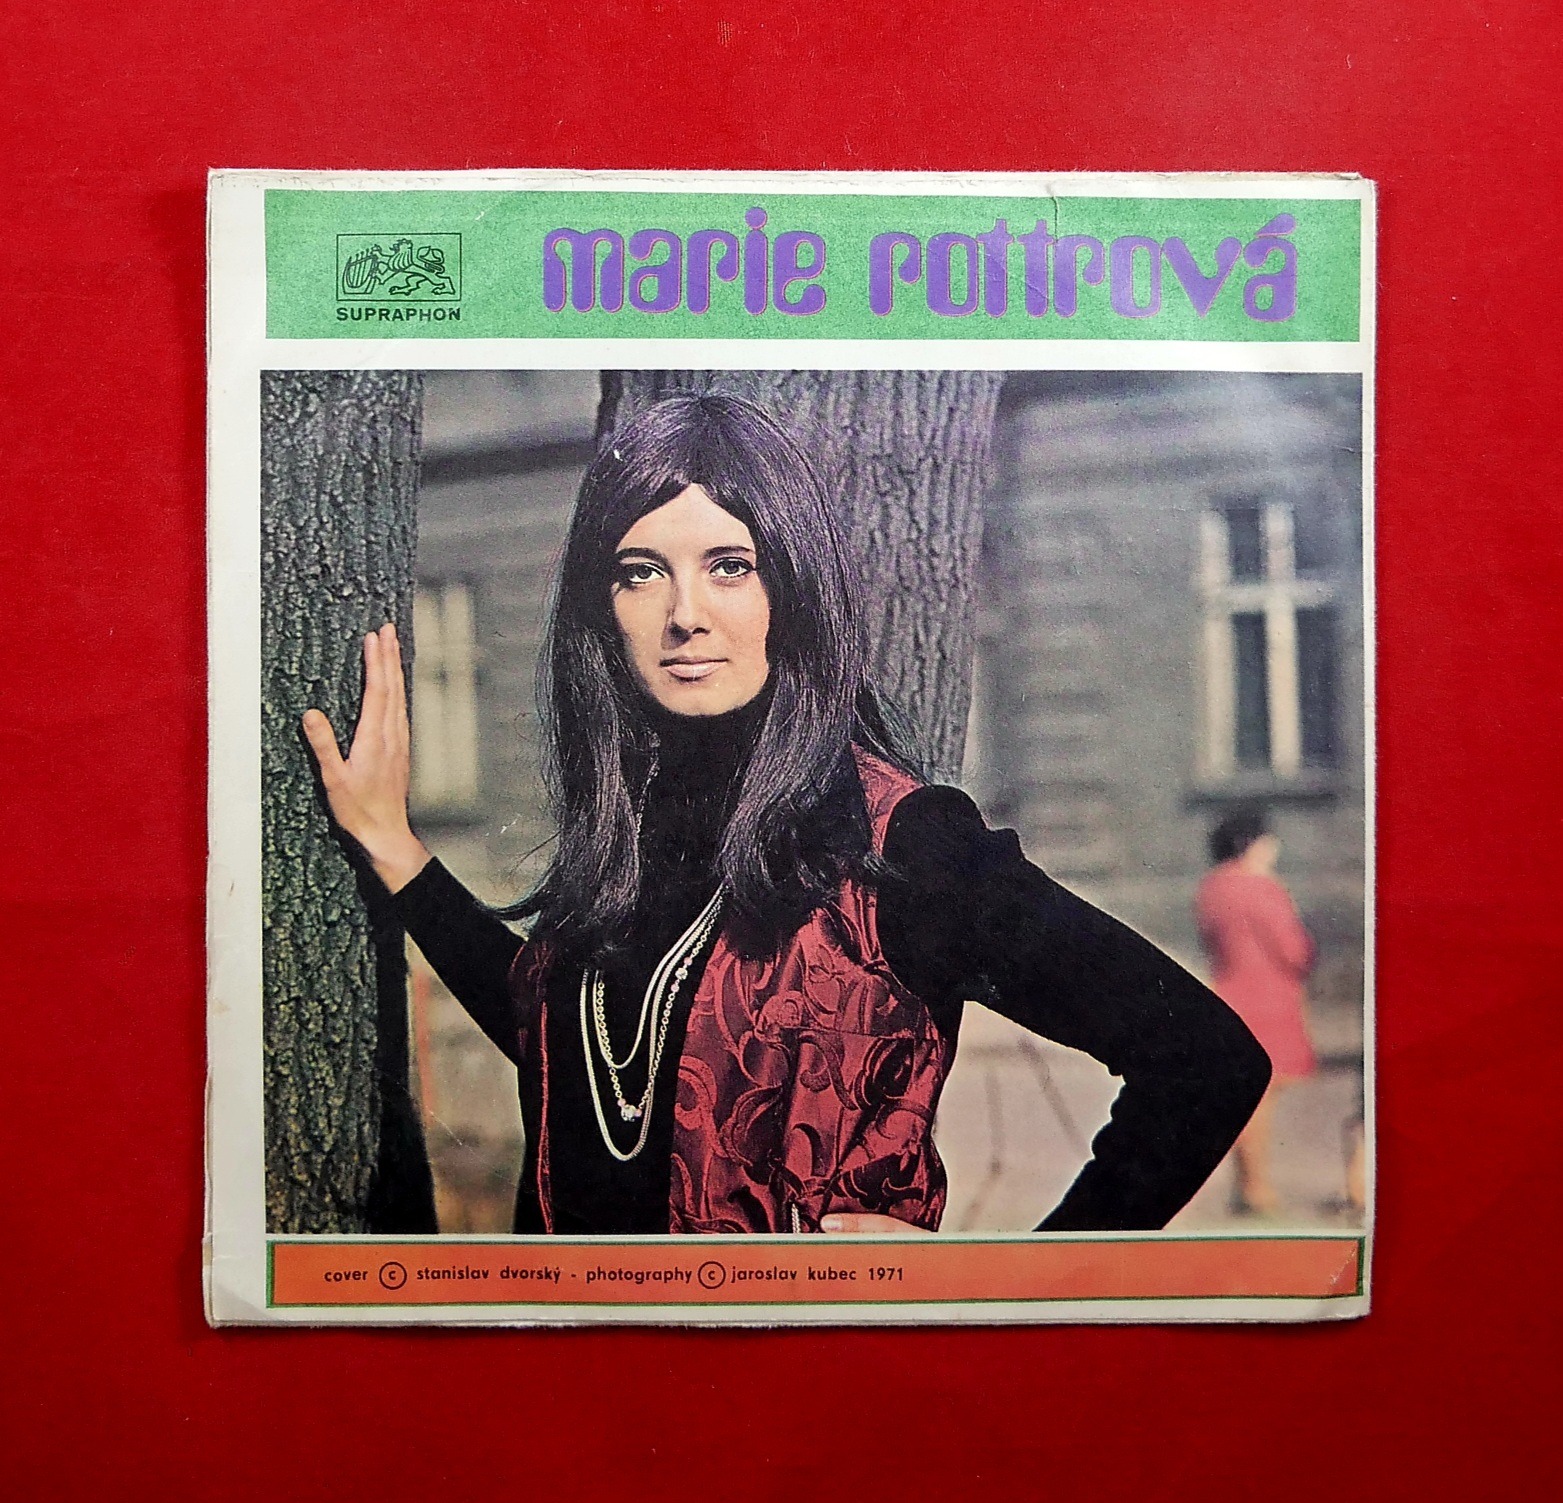 marie rottrová
SUPRAPHON
cover © stanislav dvorský - photography © jaroslav kubec 1971